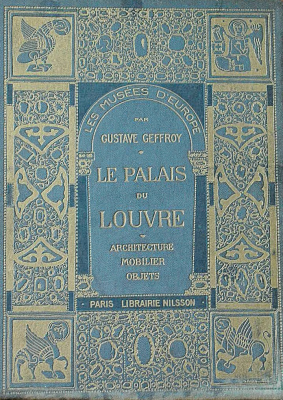 LES MUSÉES D'EUROPE
PAR
GUSTAVE GEFFROY
LE PALAIS
DU
LOUVRE
ARCHITECTURE
MOBILIER
OBJETS
PARIS LIBRAIRIE NILSSON